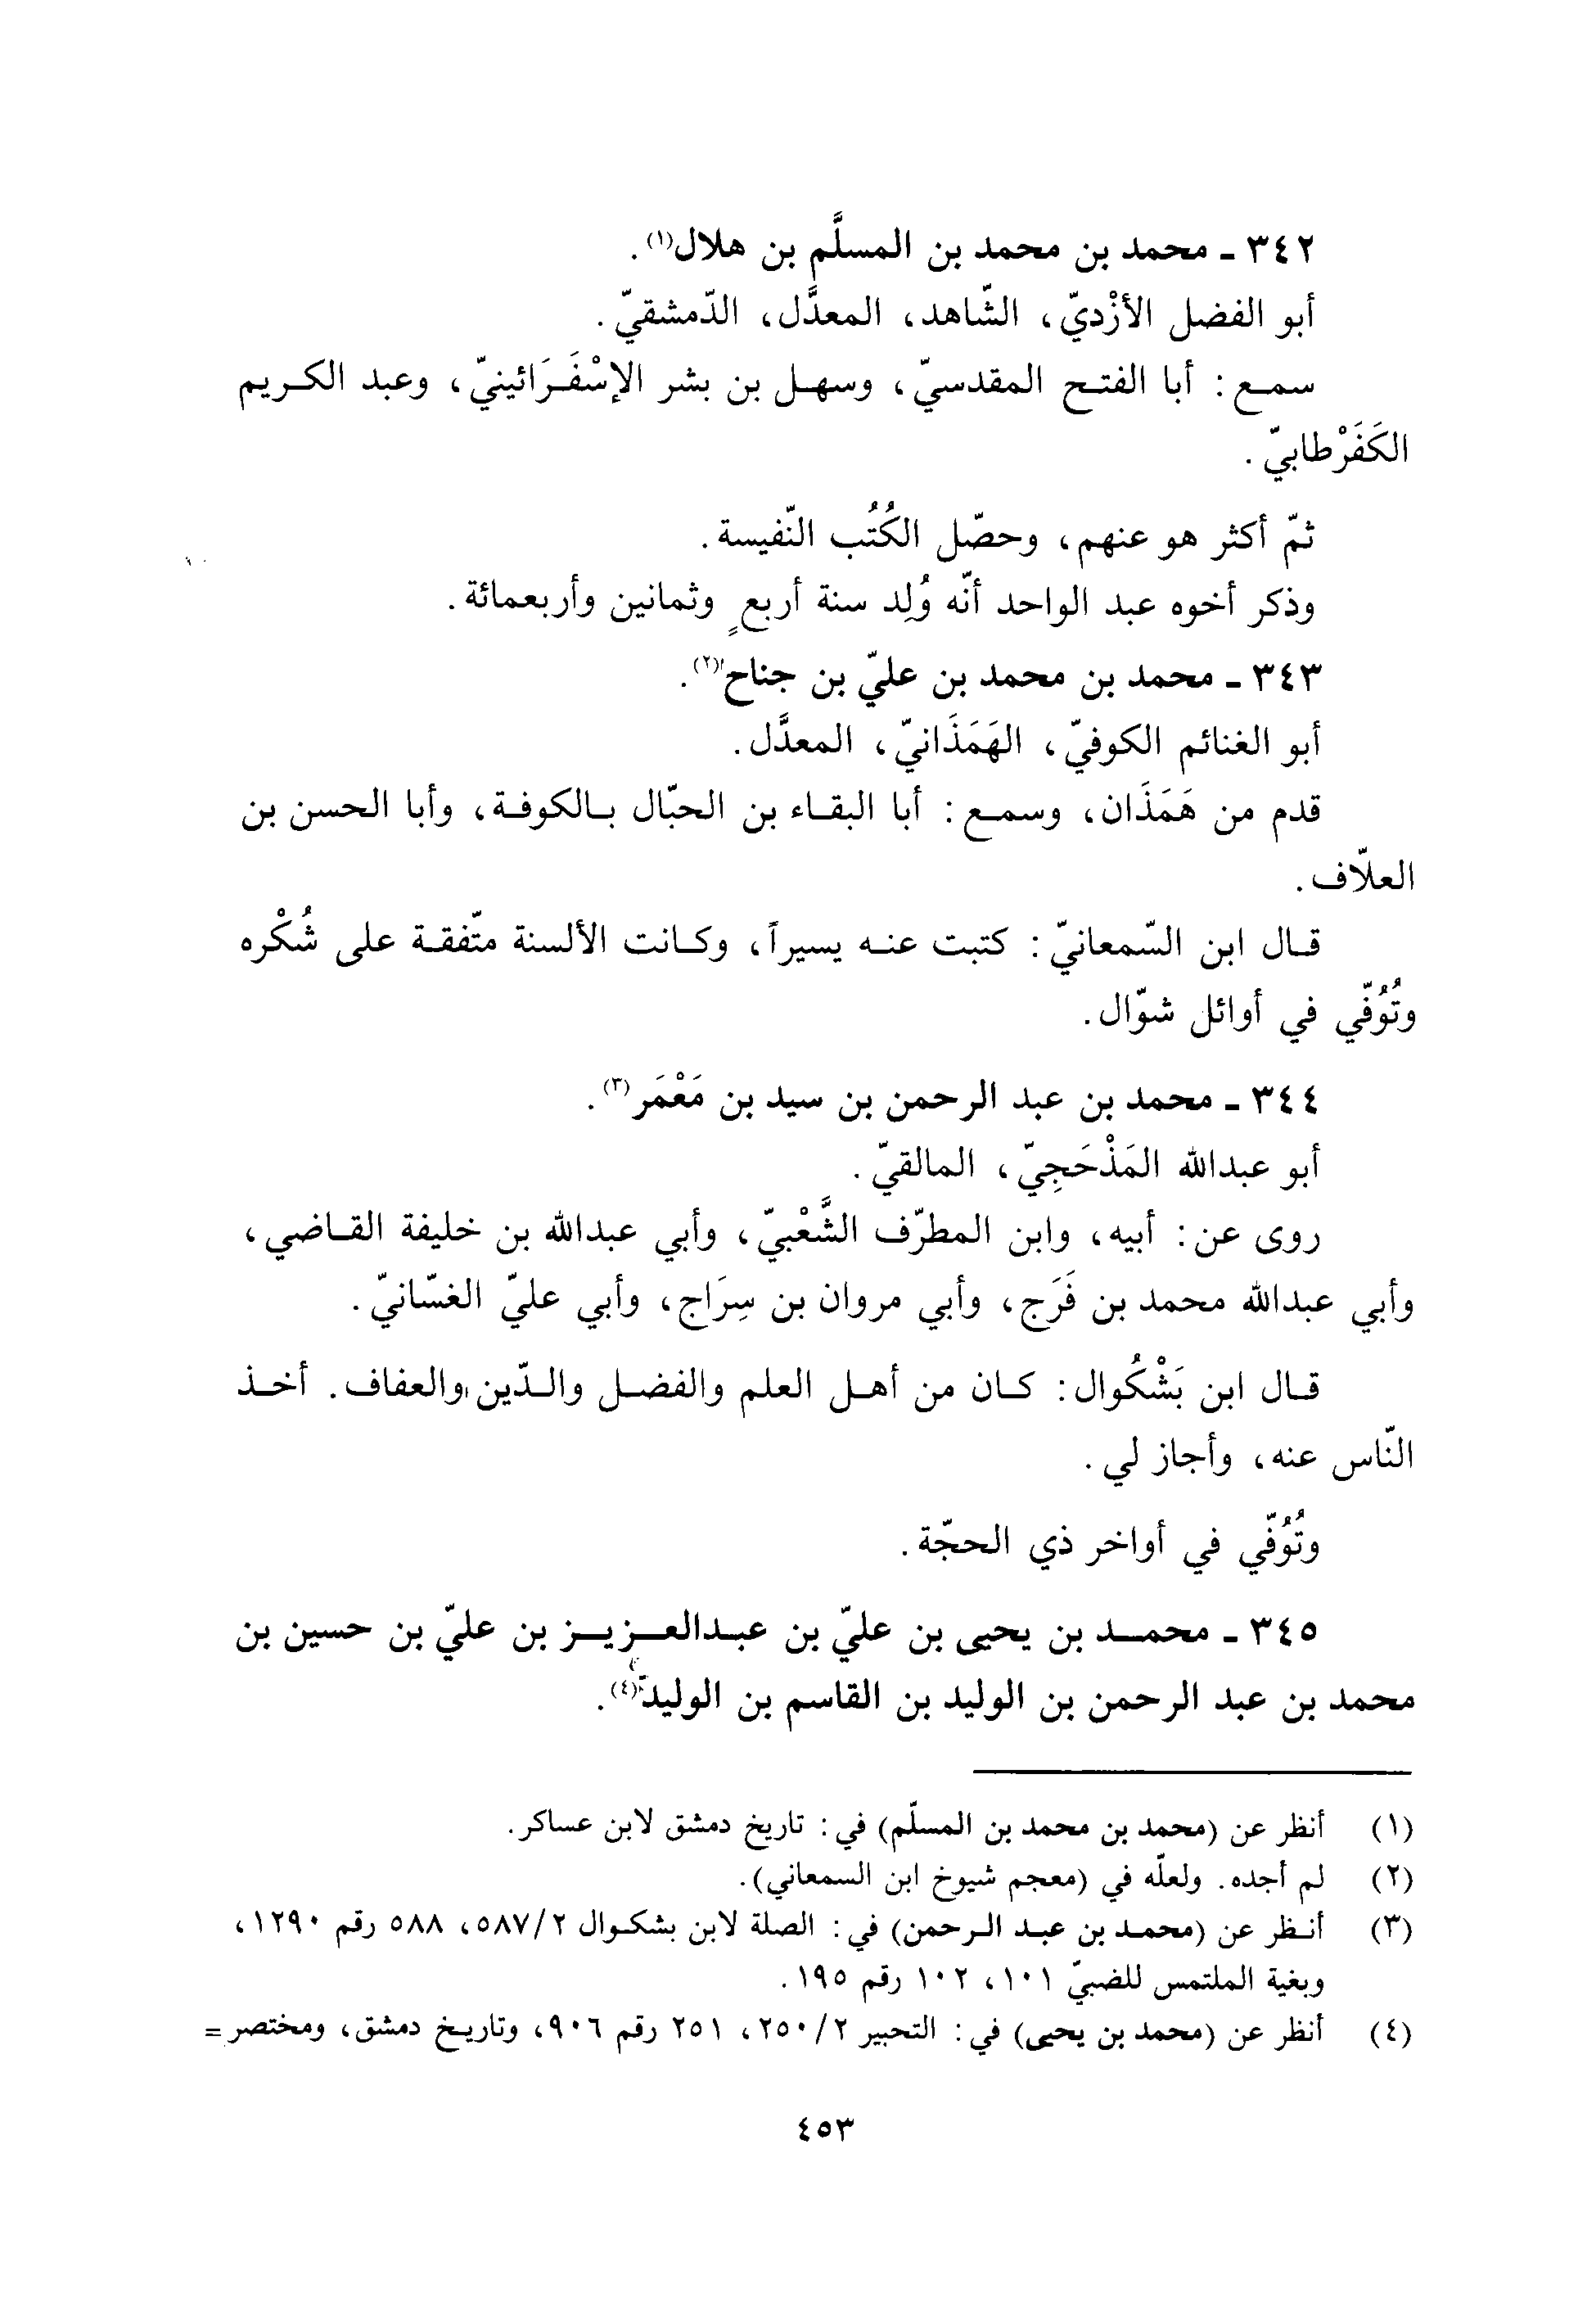 ٣٤٢ ـ محمد بن محمد بن المسلَّم بن هلال(١).
أبو الفضل الأزْديّ، الشّاهد، المعدَّل، الدّمشقيّ.
سمع: أبا الفتح المقدسيّ، وسهل بن بشر الإسْفَرَائينيّ، وعبد الكريم
الكَفَرْطابيّ.
ثمّ أكثر هو عنهم، وحصّل الكُتُب النّفيسة.
وذكر أخوه عبد الواحد أنّه وُلِد سنة أربعٍ وثمانين وأربعمائة.
٣٤٣ ـ محمد بن محمد بن عليّ بن جناح(٢).
أبو الغنائم الكوفيّ، الهَمَذَانيّ، المعدَّل.
قدم من هَمَذَان، وسمع: أبا البقاء بن الحبّال بالكوفة، وأبا الحسن بن
العلّاف.
قال ابن السّمعانيّ: كتبت عنه يسيراً، وكانت الألسنة متّفقة على شُكْره
وتُوُفّي في أوائل شوّال.
٣٤٤ ـ محمد بن عبد الرحمن بن سيد بن مَعْمَر(٣).
أبو عبدالله المَذْحَجِيّ، المالقيّ.
روى عن: أبيه، وابن المطرّف الشَّعْبيّ، وأبي عبدالله بن خليفة القاضي،
وأبي عبدالله محمد بن فَرَج، وأبي مروان بن سِرَاج، وأبي عليّ الغسّانيّ.
قال ابن بَشْكُوال: كان من أهل العلم والفضل والدّين والعفاف. أخذ
النّاس عنه، وأجاز لي.
وتُوُفّي في أواخر ذي الحجّة.
٣٤٥ ـ محمد بن يحيى بن عليّ بن عبدالعزيز بن عليّ بن حسين بن
محمد بن عبد الرحمن بن الوليد بن القاسم بن الوليد(٤).
(١) أنظر عن (محمد بن محمد بن المسلّم) في: تاريخ دمشق لابن عساكر.
(٢) لم أجده. ولعلّه في (معجم شيوخ ابن السمعاني).
(٣) أنظر عن (محمد بن عبد الرحمن) في: الصلة لابن بشكوال ٥٨٧/٢، ٥٨٨ رقم ١٢٩٠،
وبغية الملتمس للضبيّ ١٠١، ١٠٢ رقم ١٩٥.
(٤) أنظر عن (محمد بن يحيى) في: التحبير ٢٥٠/٢، ٢٥١ رقم ٩٠٦، وتاريخ دمشق، ومختصر =
٤٥٣